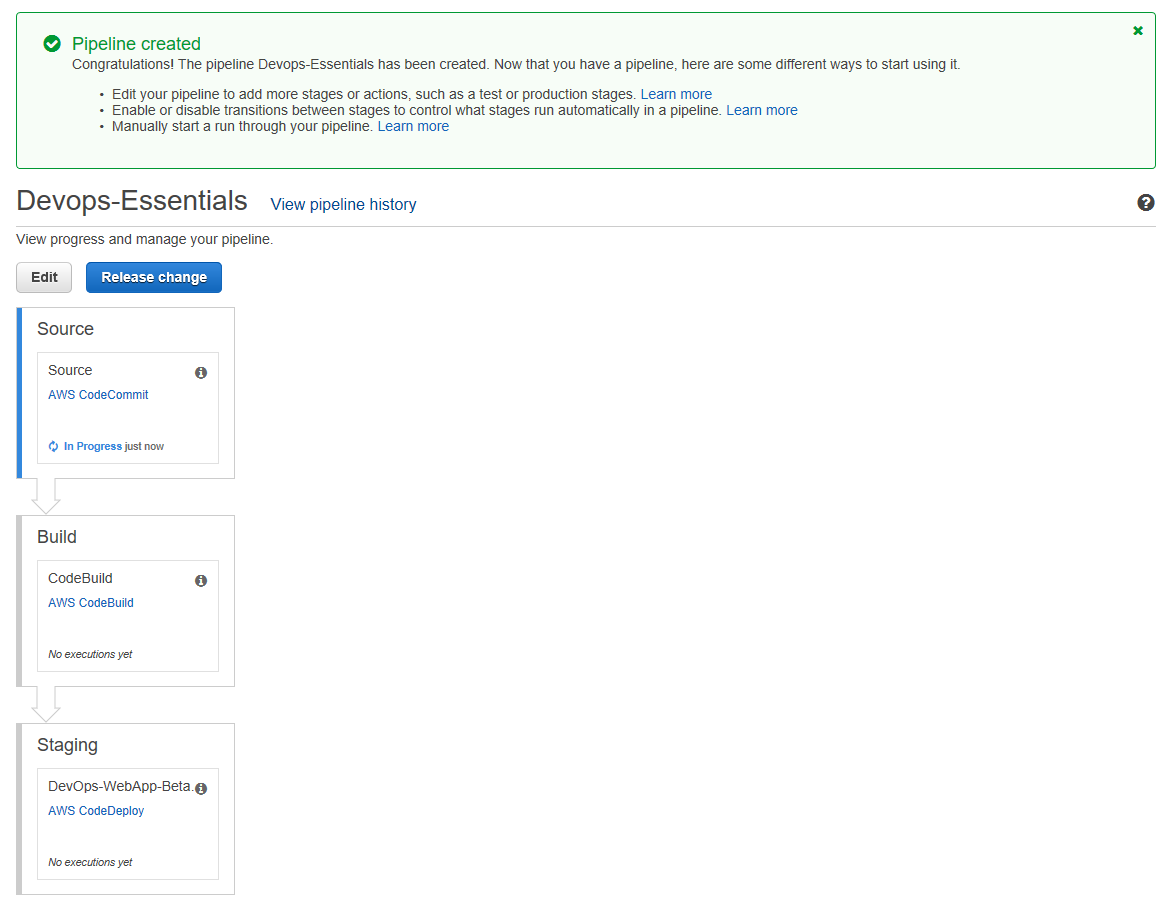 Pipeline created
Congratulations! The pipeline Devops-Essentials has been created. Now that you have a pipeline, here are some different ways to start using it.
• Edit your pipeline to add more stages or actions, such as a test or production stages. Learn more
• Enable or disable transitions between stages to control what stages run automatically in a pipeline. Learn more
• Manually start a run through your pipeline. Learn more
Devops-Essentials View pipeline history
View progress and manage your pipeline.
Edit Release change
Source
Source
AWS CodeCommit
In Progress just now
Build
CodeBuild
AWS CodeBuild
No executions yet
Staging
DevOps-WebApp-Beta.
AWS CodeDeploy
No executions yet